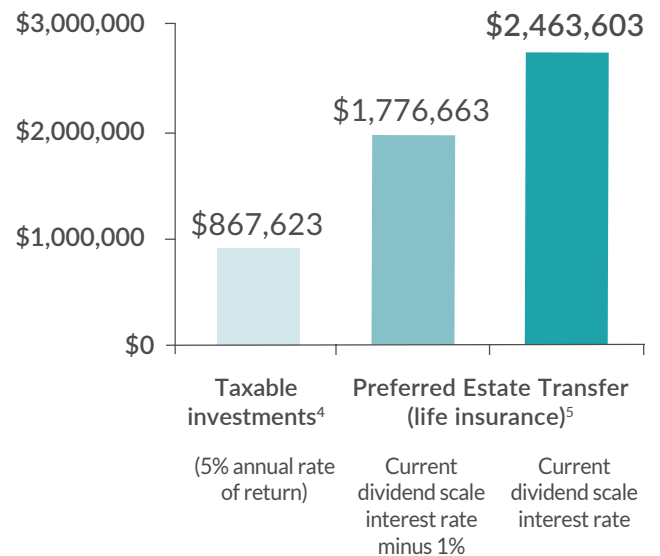 $3,000,000
$2,463,603
$1,776,663
$2,000,000
$867,623
$1,000,000
$0
Taxable
investments⁴
Preferred Estate Transfer
(life insurance)⁵
(5% annual rate
of return)
Current
dividend scale
interest rate
minus 1%
Current
dividend scale
interest rate